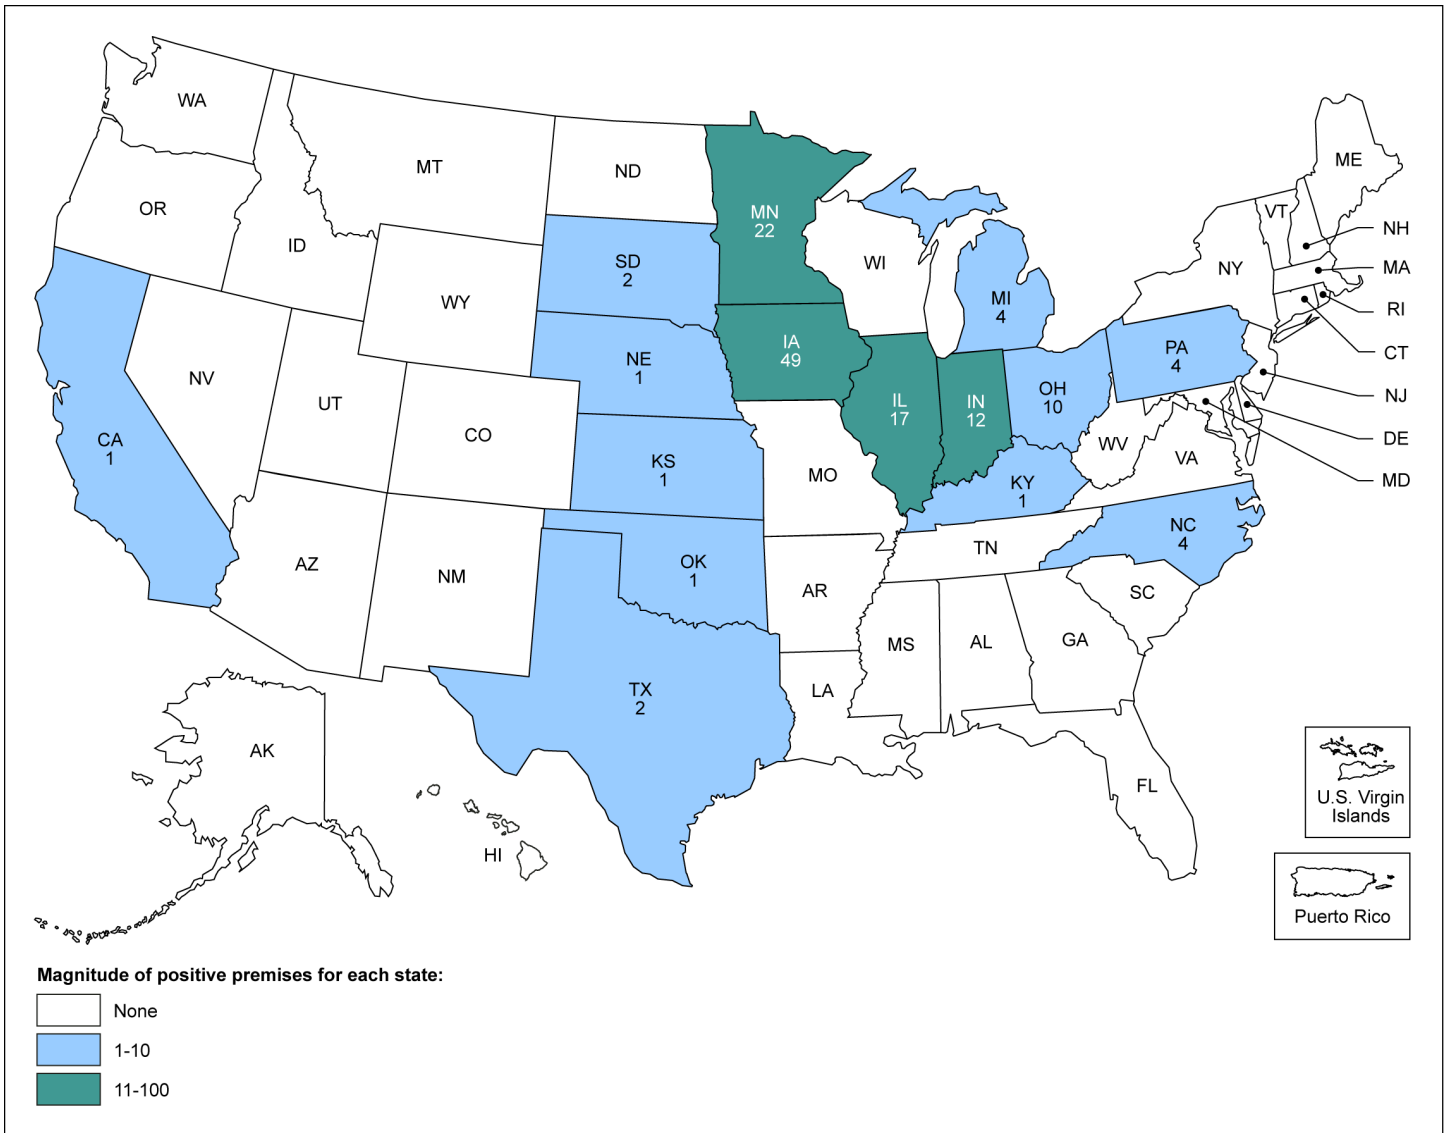 WA
MT
ND
ME
OR
ID
MN
22
VT
NH
SD
2
WI
NY
MA
WY
MI
4
RI
IA
49
NE
1
PA
4
CT
NV
UT
OH
10
NJ
IL
17
IN
12
CO
CA
1
WV
DE
KS
1
MO
VA
MD
KY
1
NC
4
TN
OK
1
AZ
NM
AR
SC
MS
AL
GA
TX
2
LA
AK
FL
U.S. Virgin
Islands
HI
Puerto Rico
Magnitude of positive premises for each state:
None
1-10
11-100